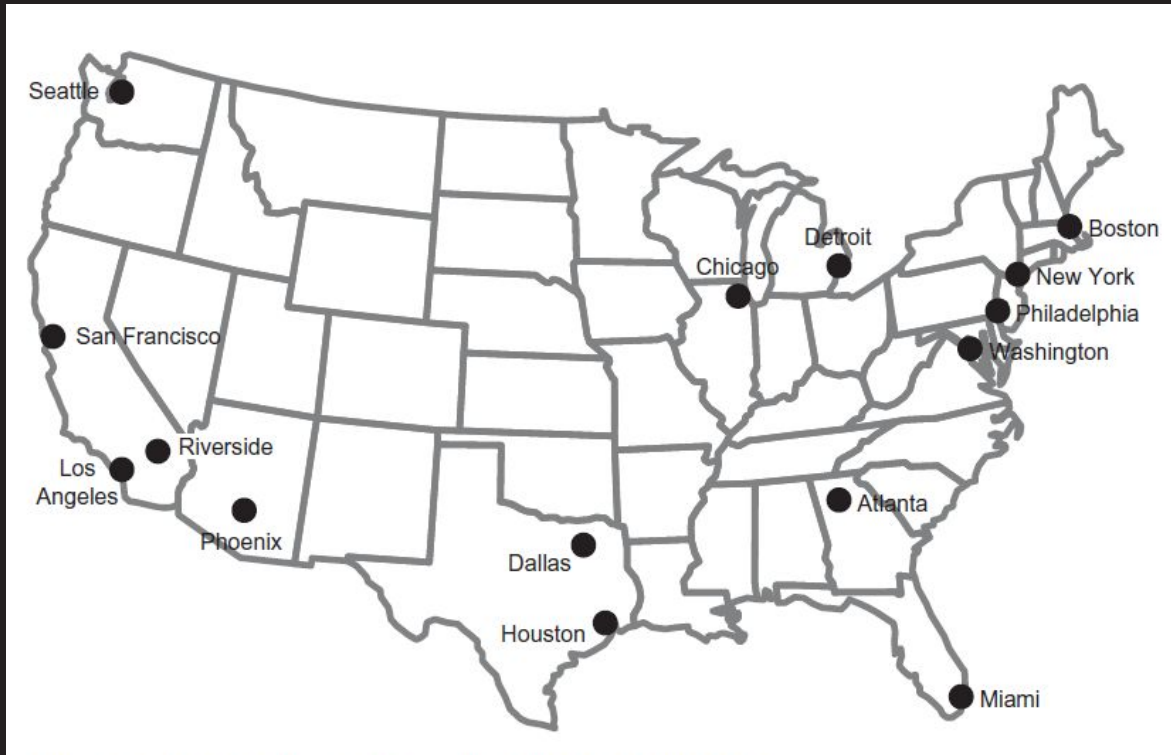 Seattle
Boston
Detroit
Chicago
New York
Philadelphia
San Francisco
Washington
Riverside
Los
Angeles
Atlanta
Phoenix
Dallas
Houston
Miami